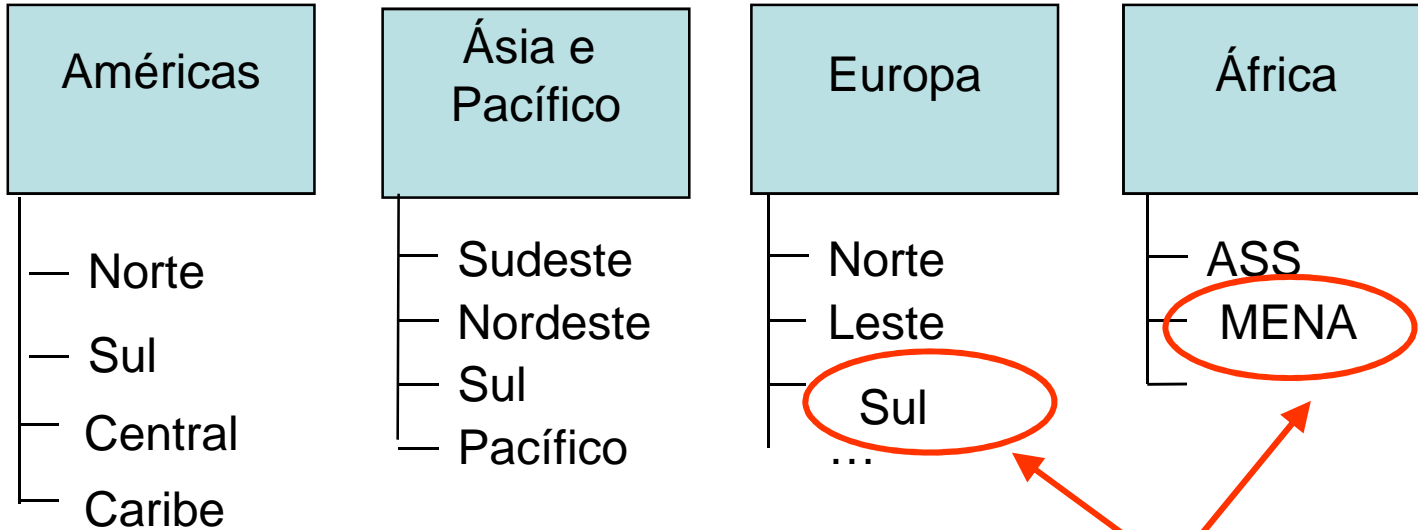 Américas
Norte
Sul
Central
Caribe
Ásia e
Pacífico
Sudeste
Nordeste
Sul
Pacífico
Europa
Norte
Leste
Sul
…
África
ASS
MENA